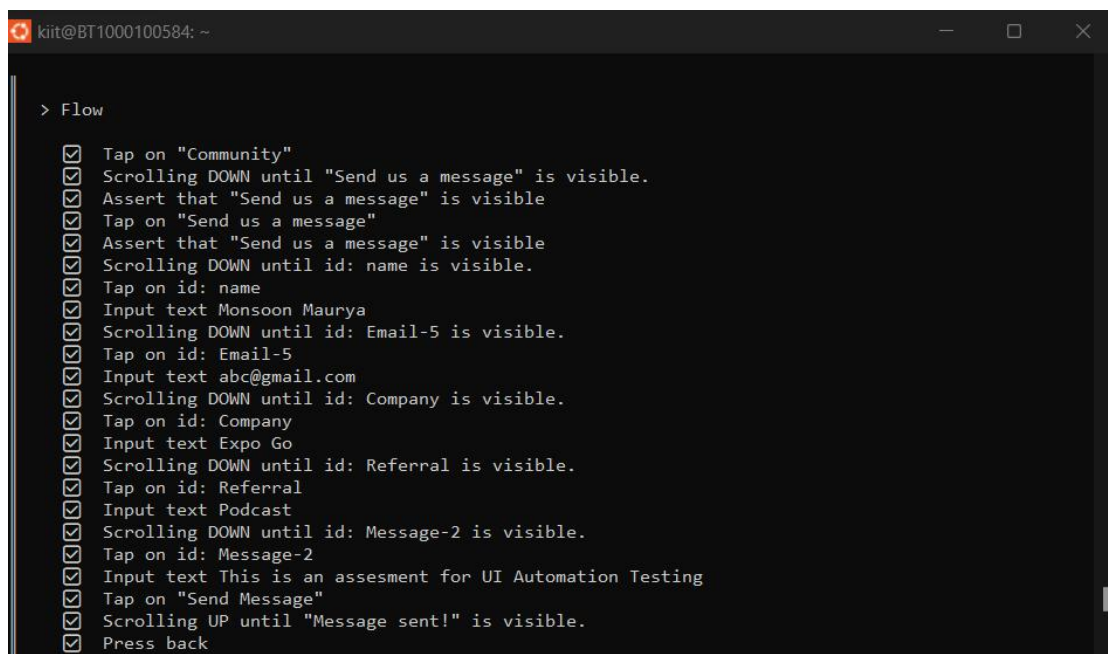 kiit@BT1000100584: ~
> Flow
Tap on "Community"
Scrolling DOWN until "Send us a message" is visible.
Assert that "Send us a message" is visible
Tap on "Send us a message"
Assert that "Send us a message" is visible
Scrolling DOWN until id: name is visible.
Tap on id: name
Input text Monsoon Maurya
Scrolling DOWN until id: Email-5 is visible.
Tap on id: Email-5
Input text abc@gmail.com
Scrolling DOWN until id: Company is visible.
Tap on id: Company
Input text Expo Go
Scrolling DOWN until id: Referral is visible.
Tap on id: Referral
Input text Podcast
Scrolling DOWN until id: Message-2 is visible.
Tap on id: Message-2
Input text This is an assesment for UI Automation Testing
Tap on "Send Message"
Scrolling UP until "Message sent!" is visible.
Press back